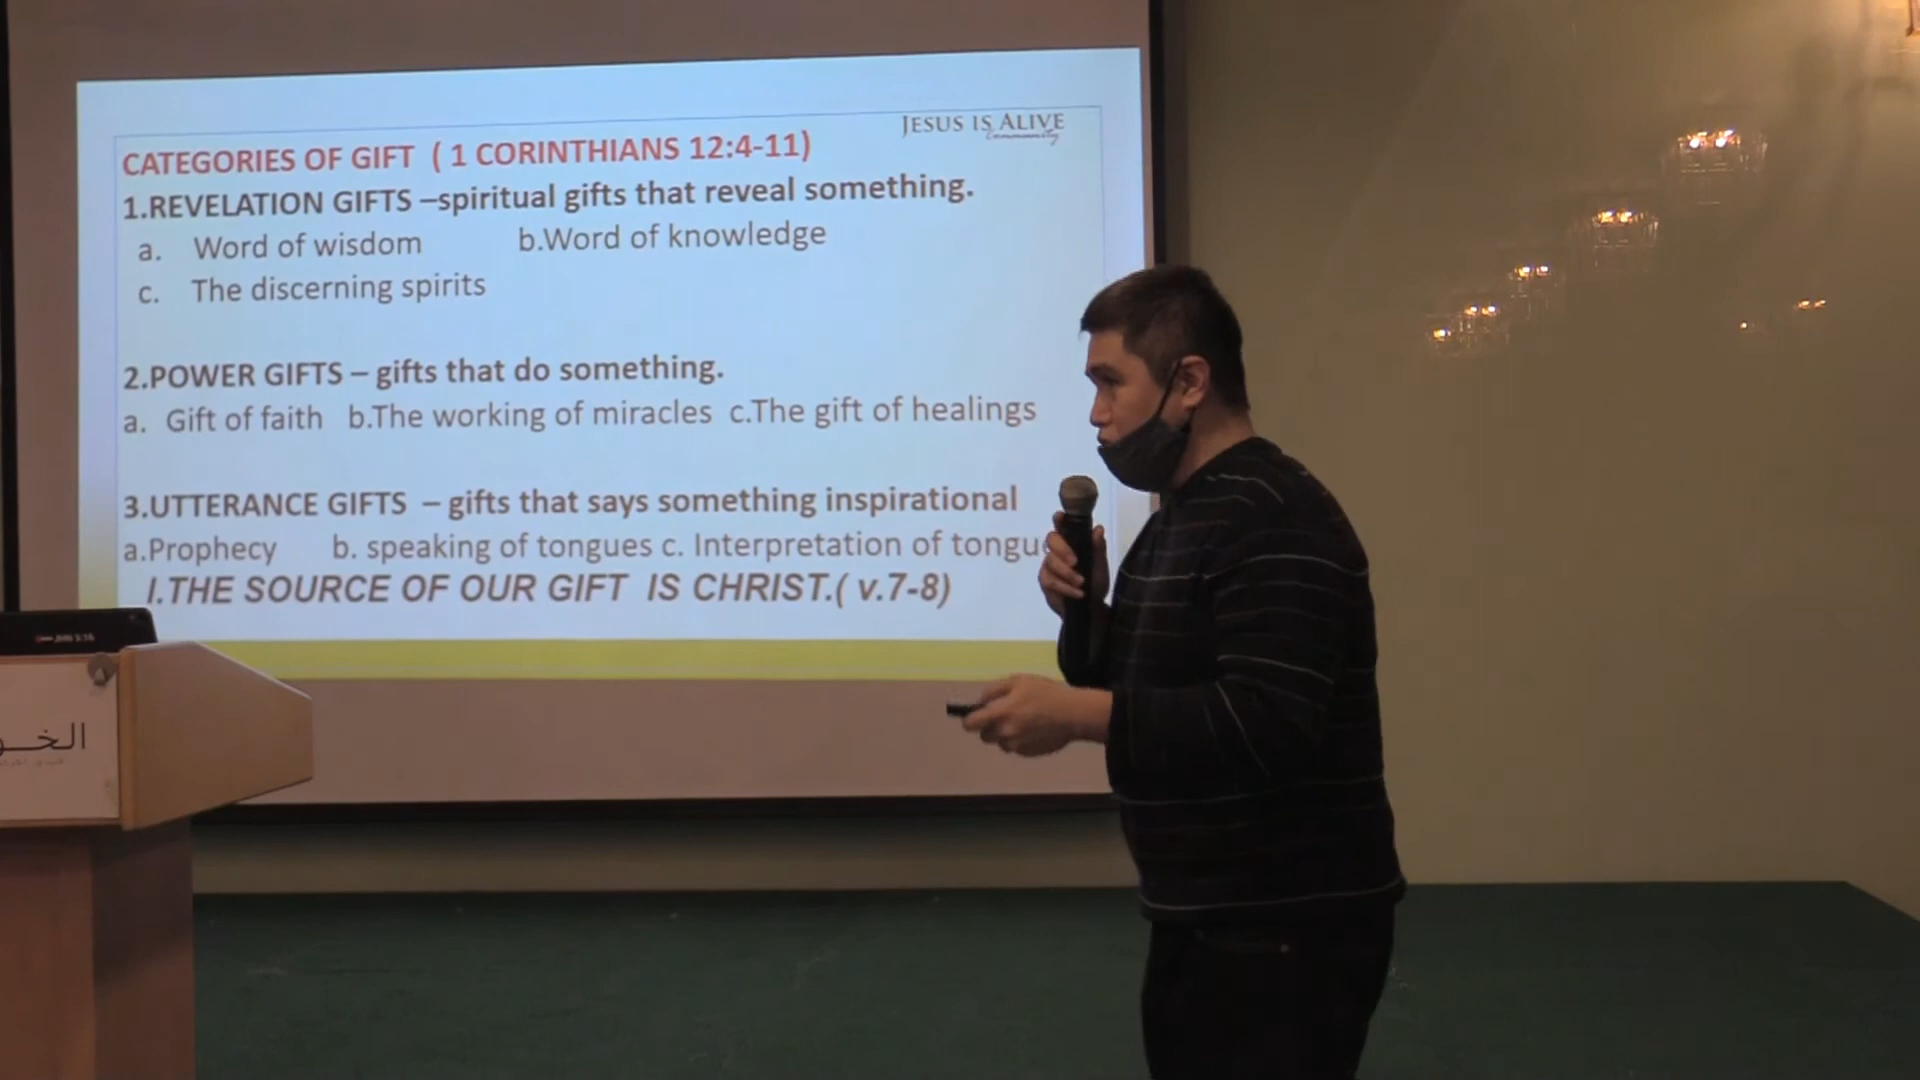 JESUS IS ALIVE
Community
CATEGORIES OF GIFT ( 1 CORINTHIANS 12:4-11)
1.REVELATION GIFTS –spiritual gifts that reveal something.
a. Word of wisdom b.Word of knowledge
c. The discerning spirits
2.POWER GIFTS – gifts that do something.
a. Gift of faith b.The working of miracles c.The gift of healings
3.UTTERANCE GIFTS – gifts that says something inspirational
a.Prophecy b. speaking of tongues c. Interpretation of
I.THE SOURCE OF OUR GIFT IS CHRIST.( v.7-8)